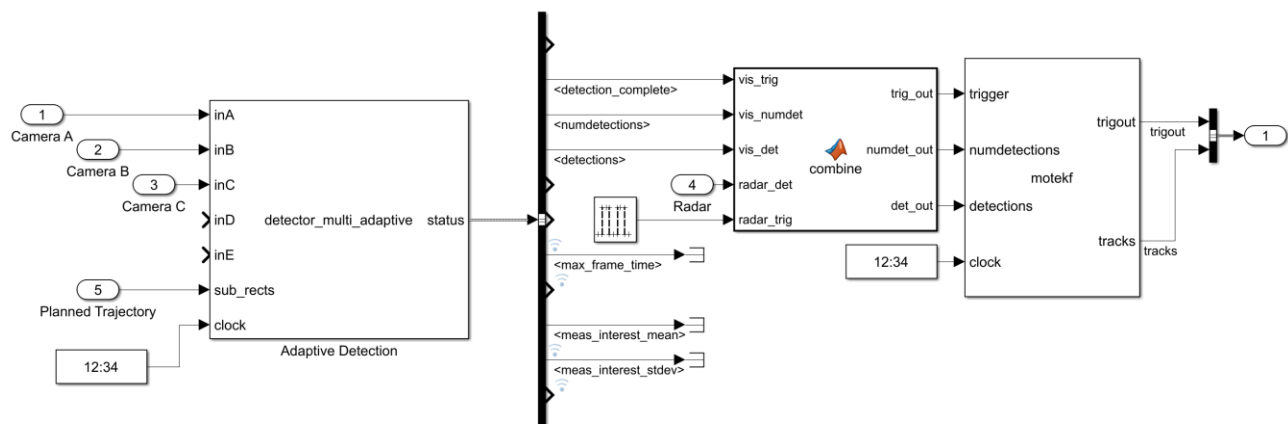 1
Camera A
2
Camera B
3
Camera C
5
Planned Trajectory
12:34
inA
inB
inC
inD
inE
sub_rects
clock
detector_multi_adaptive
status
Adaptive Detection
<detection_complete>
<numdetections>
<detections>
<max_frame_time>
<meas_interest_mean>
<meas_interest_stdev>
4
Radar
vis_trig
vis_numdet
vis_det
radar_det
radar_trig
combine
trig_out
numdet_out
det_out
12:34
trigger
numdetections
detections
clock
motekf
trigout
tracks
trigout
tracks
1